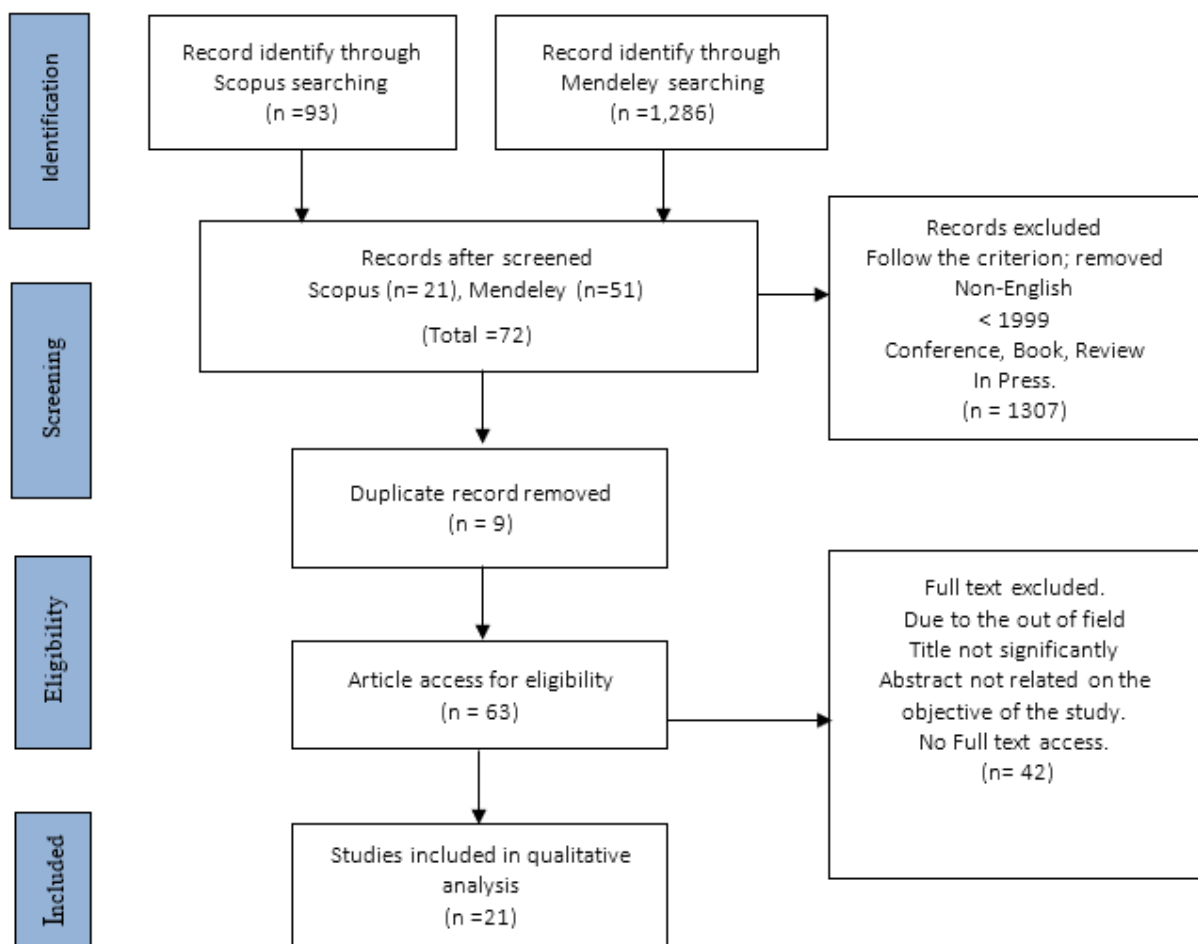 Identification
Record identify through
Scopus searching
(n =93)
Record identify through
Mendeley searching
(n =1,286)
Records after screened
Scopus (n= 21), Mendeley (n=51)
(Total =72)
Records excluded
Follow the criterion; removed
Non-English
< 1999
Conference, Book, Review
In Press.
(n = 1307)
Screening
Duplicate record removed
(n = 9)
Eligibility
Article access for eligibility
(n = 63)
Full text excluded.
Due to the out of field
Title not significantly
Abstract not related on the
objective of the study.
No Full text access.
(n= 42)
Included
Studies included in qualitative
analysis
(n =21)